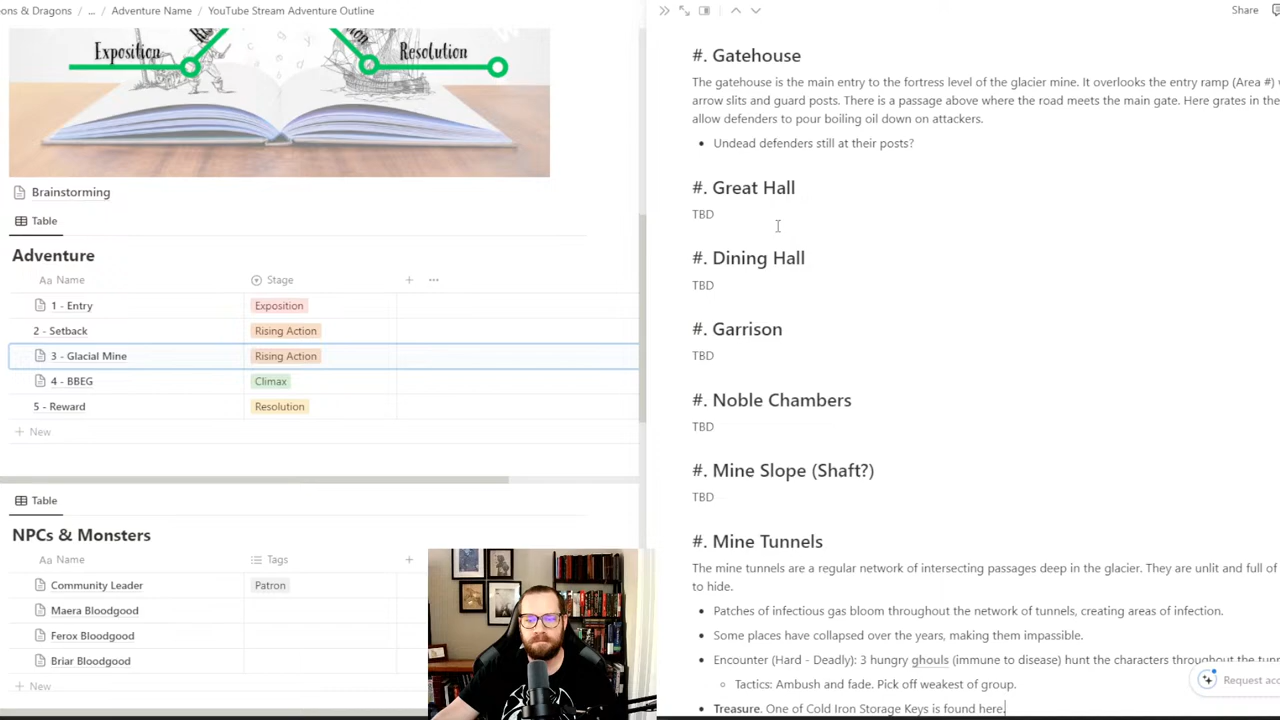 ons & Dragons / ... / Adventure Name / YouTube Stream Adventure Outline
Share
Exposition
Resolution
Brainstorming
Table
Adventure
Aa Name
Stage
1 - Entry
Exposition
2 - Setback
Rising Action
3 - Glacial Mine
Rising Action
4 - BBEG
Climax
5 - Reward
Resolution
+ New
Table
NPCs & Monsters
Aa Name
Tags
Community Leader
Patron
Maera Bloodgood
Ferox Bloodgood
Briar Bloodgood
+ New
#. Gatehouse
The gatehouse is the main entry to the fortress level of the glacier mine. It overlooks the entry ramp (Area #)
arrow slits and guard posts. There is a passage above where the road meets the main gate. Here grates in the
allow defenders to pour boiling oil down on attackers.
• Undead defenders still at their posts?
#. Great Hall
TBD
#. Dining Hall
TBD
#. Garrison
TBD
#. Noble Chambers
TBD
#. Mine Slope (Shaft?)
TBD
#. Mine Tunnels
The mine tunnels are a regular network of intersecting passages deep in the glacier. They are unlit and full of
to hide.
• Patches of infectious gas bloom throughout the network of tunnels, creating areas of infection.
• Some places have collapsed over the years, making them impassible.
• Encounter (Hard - Deadly): 3 hungry ghouls (immune to disease) hunt the characters throughout the tunn
◦ Tactics: Ambush and fade. Pick off weakest of group.
Request acc
• Treasure. One of Cold Iron Storage Keys is found here.